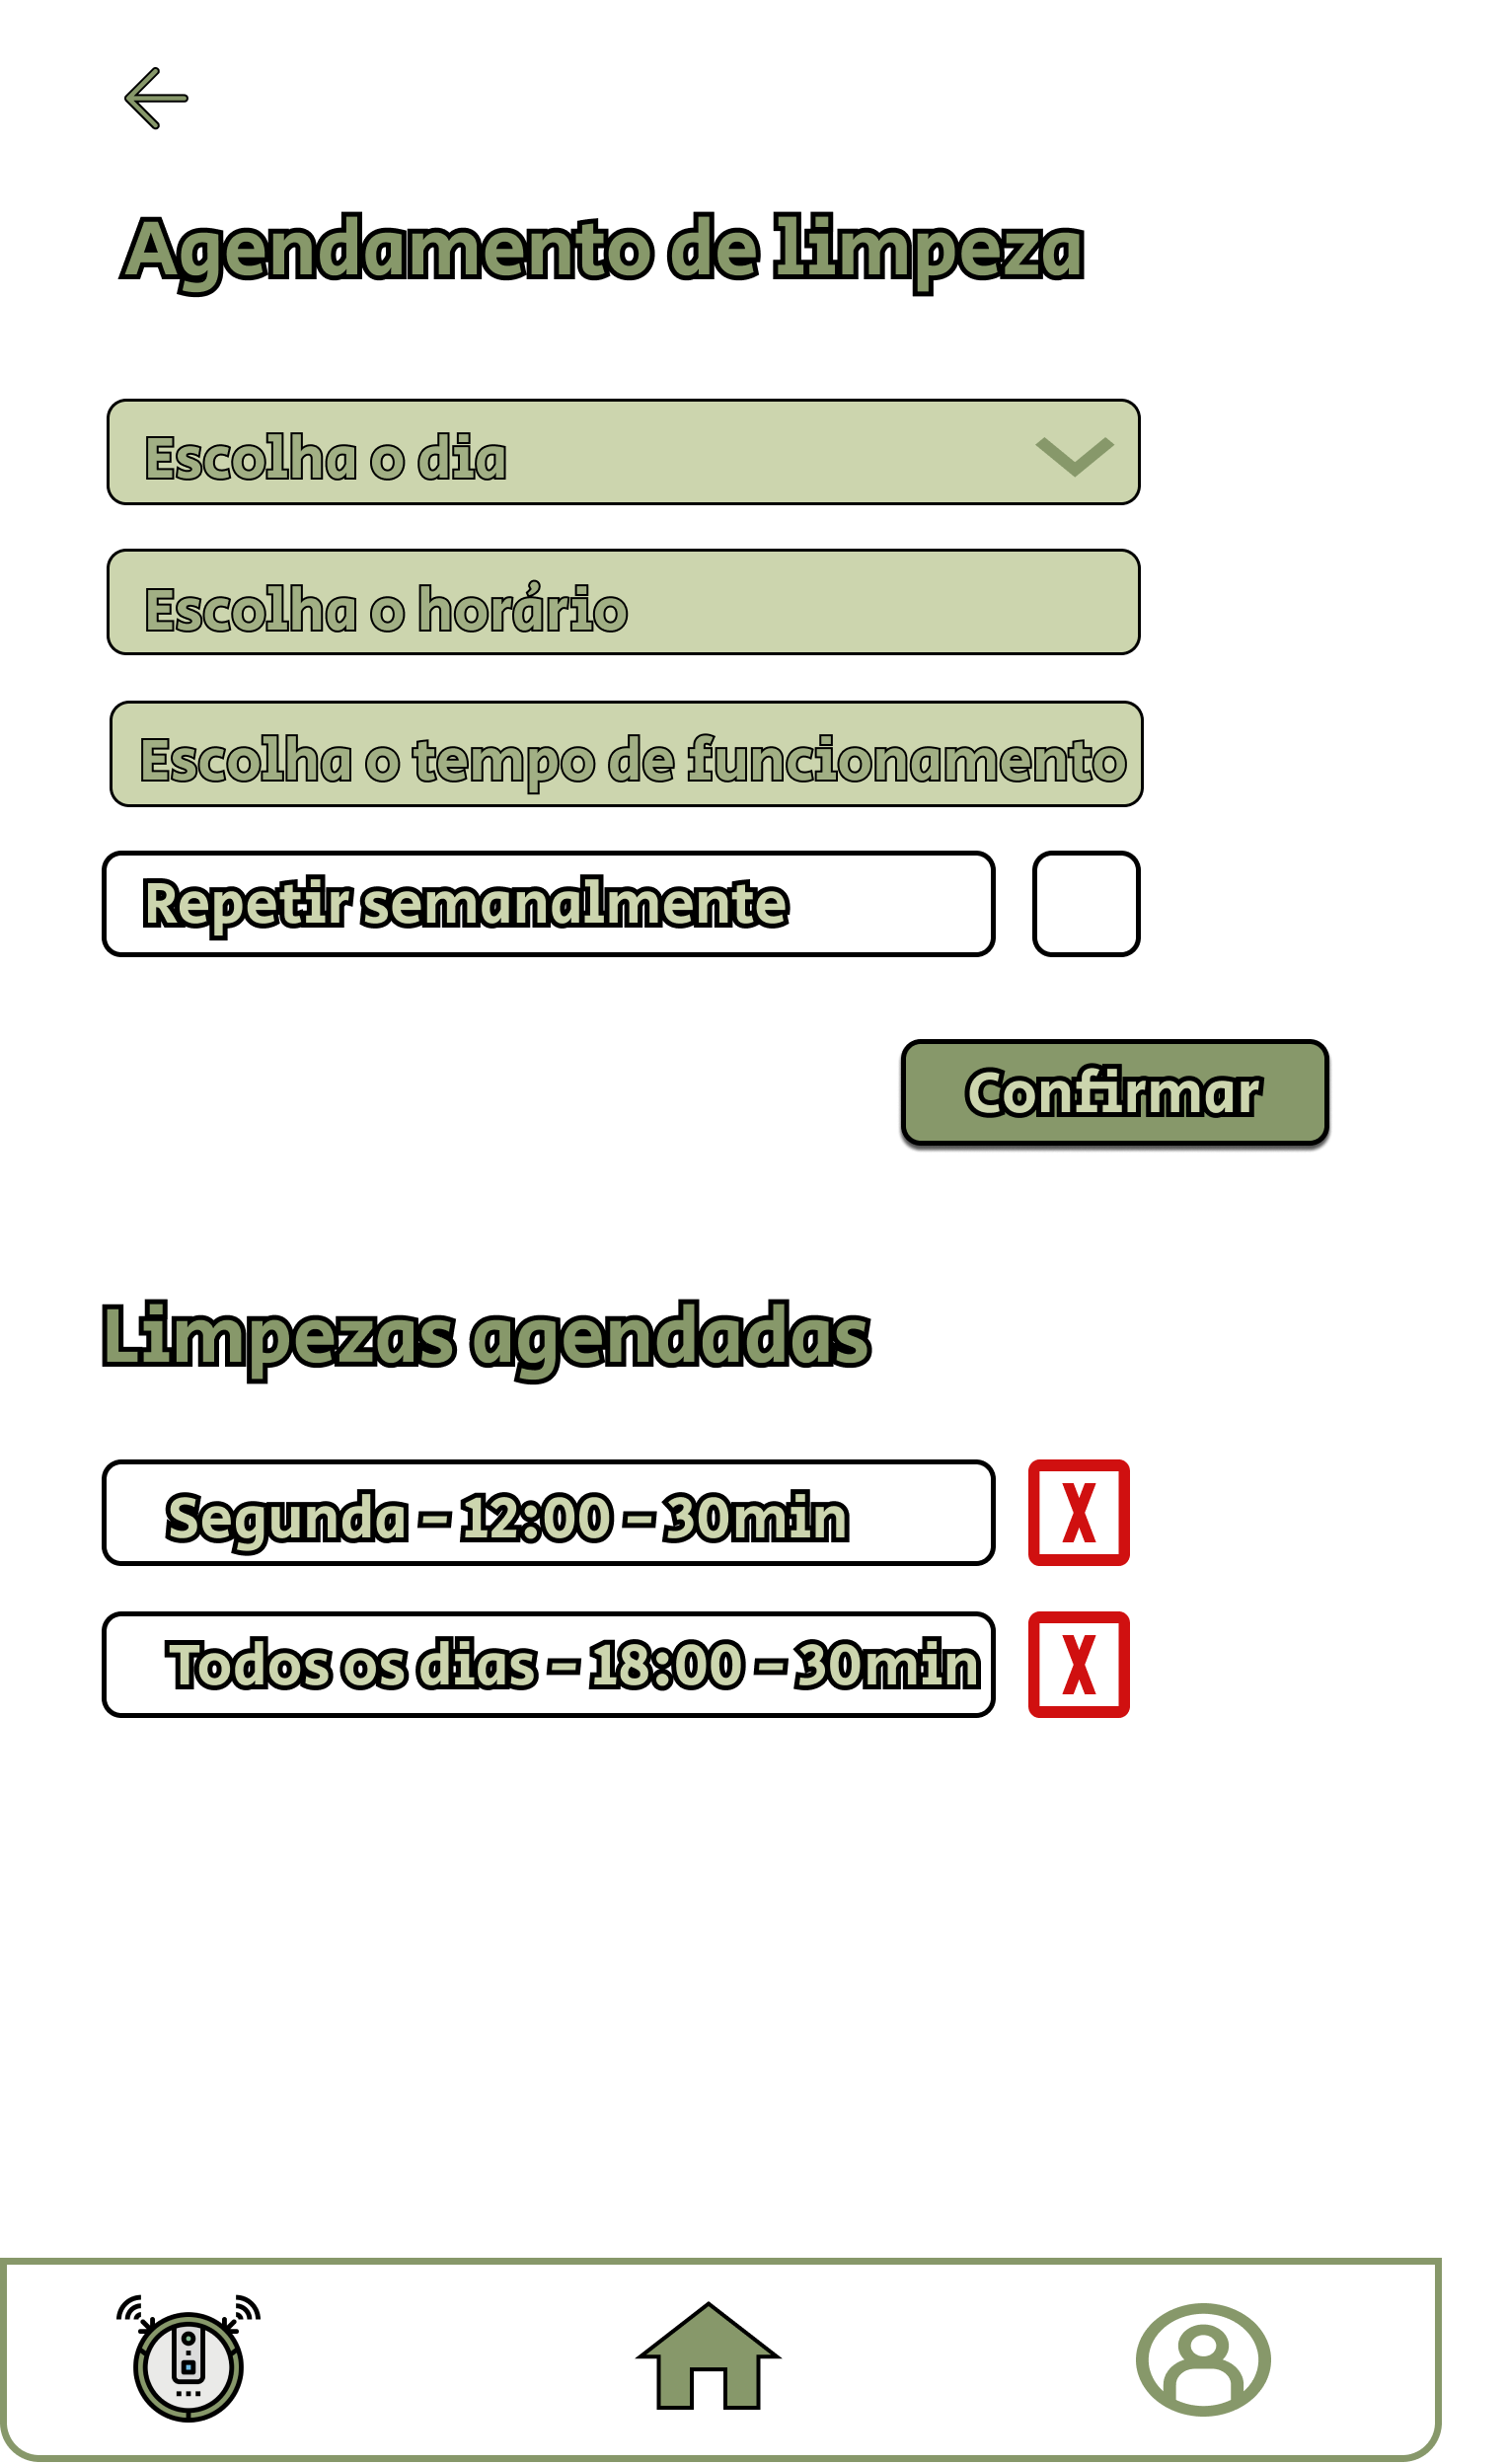 Agendamento de limpeza
Escolha o dia
Escolha o horário
Escolha o tempo de funcionamento
Repetir semanalmente
Confirmar
Limpezas agendadas
Segunda – 12:00 – 30min
X
Todos os dias – 18:00 – 30min
X